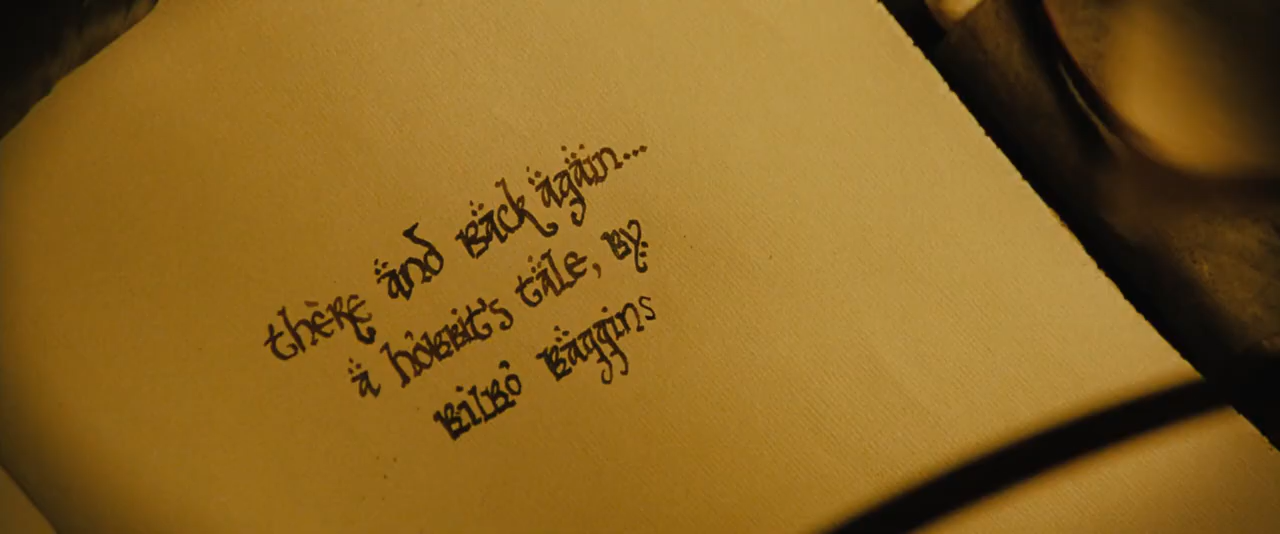 there and back again...
a hobbit's tale, by
bilbo baggins